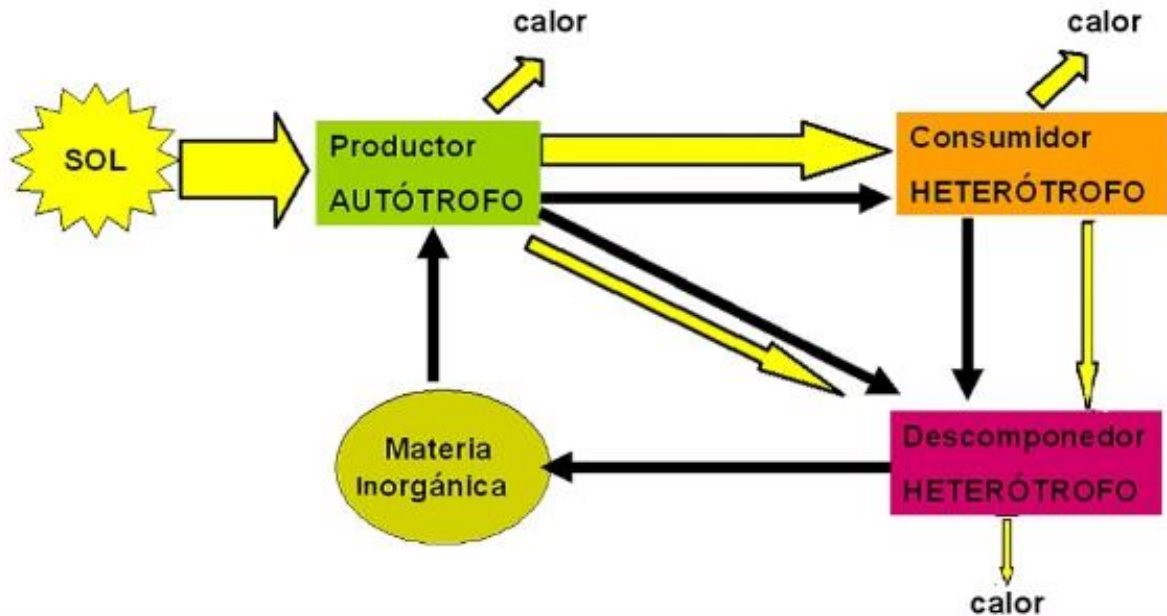 calor
calor
SOL
Productor
AUTÓTROFO
Consumidor
HETERÓTROFO
Materia
Inorgánica
Descomponedor
HETERÓTROFO
calor